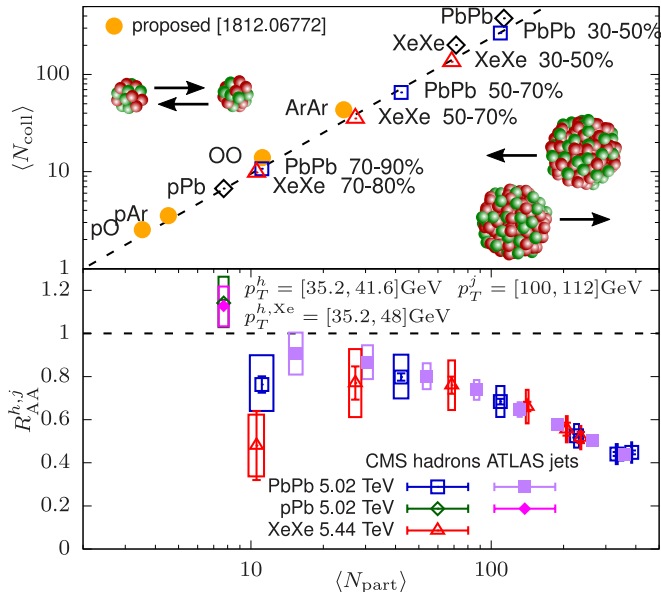 proposed [1812.06772]
PbPb
PbPb 30-50%
XeXe
XeXe 30-50%
PbPb 50-70%
ArAr
XeXe 50-70%
OO
PbPb 70-90%
pPb
XeXe 70-80%
pAr
pO
⟨N_coll⟩
100
10
1
p_T^h = [35.2, 41.6]GeV p_T^j = [100, 112]GeV
p_T^{h,Xe} = [35.2, 48]GeV
R_AA^{h,j}
1.2
1
0.8
0.6
0.4
0.2
0
CMS hadrons ATLAS jets
PbPb 5.02 TeV
pPb 5.02 TeV
XeXe 5.44 TeV
10 100
⟨N_part⟩